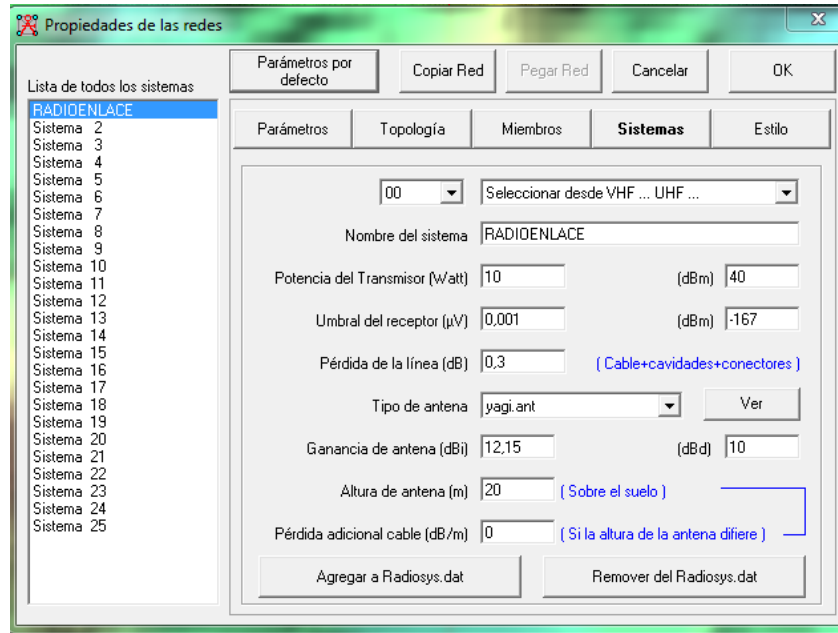 Propiedades de las redes
Lista de todos los sistemas
RADIOENLACE
Sistema 2
Sistema 3
Sistema 4
Sistema 5
Sistema 6
Sistema 7
Sistema 8
Sistema 9
Sistema 10
Sistema 11
Sistema 12
Sistema 13
Sistema 14
Sistema 15
Sistema 16
Sistema 17
Sistema 18
Sistema 19
Sistema 20
Sistema 21
Sistema 22
Sistema 23
Sistema 24
Sistema 25
Parámetros por
defecto
Copiar Red
Pegar Red
Cancelar
OK
Parámetros
Topología
Miembros
Sistemas
Estilo
00
Seleccionar desde VHF ... UHF ...
Nombre del sistema RADIOENLACE
Potencia del Transmisor (Watt) 10 (dBm) 40
Umbral del receptor (µV) 0,001 (dBm) -167
Pérdida de la línea (dB) 0,3 ( Cable+cavidades+conectores )
Tipo de antena yagi.ant Ver
Ganancia de antena (dBi) 12,15 (dBd) 10
Altura de antena (m) 20 ( Sobre el suelo )
Pérdida adicional cable (dB/m) 0 ( Si la altura de la antena difiere )
Agregar a Radiosys.dat
Remover del Radiosys.dat